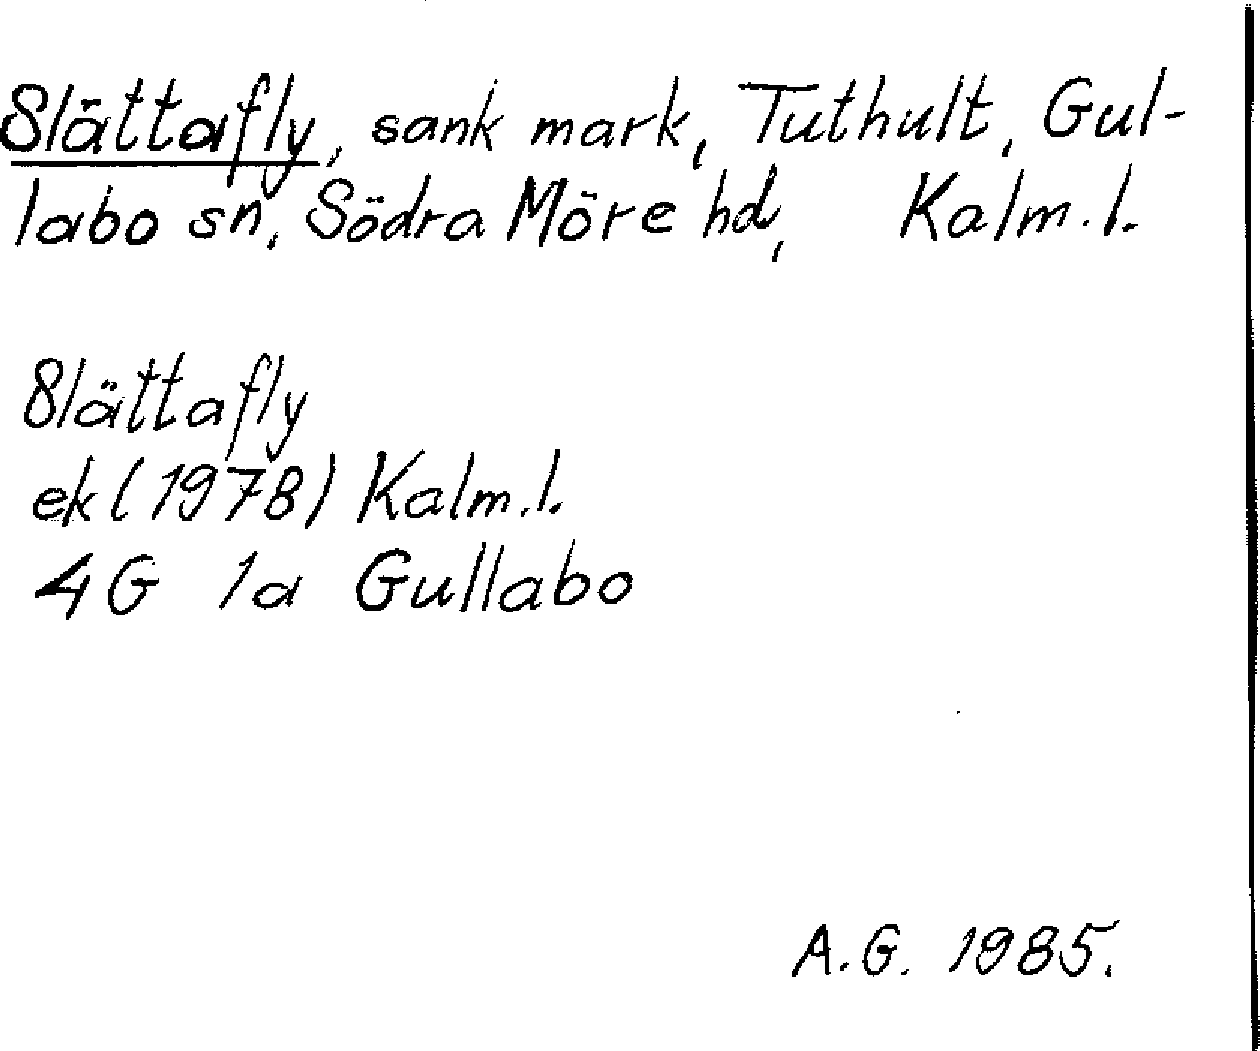 Slättafly, sank mark, Tuthult, Gul-
labo sn, Södra Möre hd, Kalm. l.
Slättafly
ek (1978) Kalm. l.
4G 1a Gullabo
A.G. 1985.